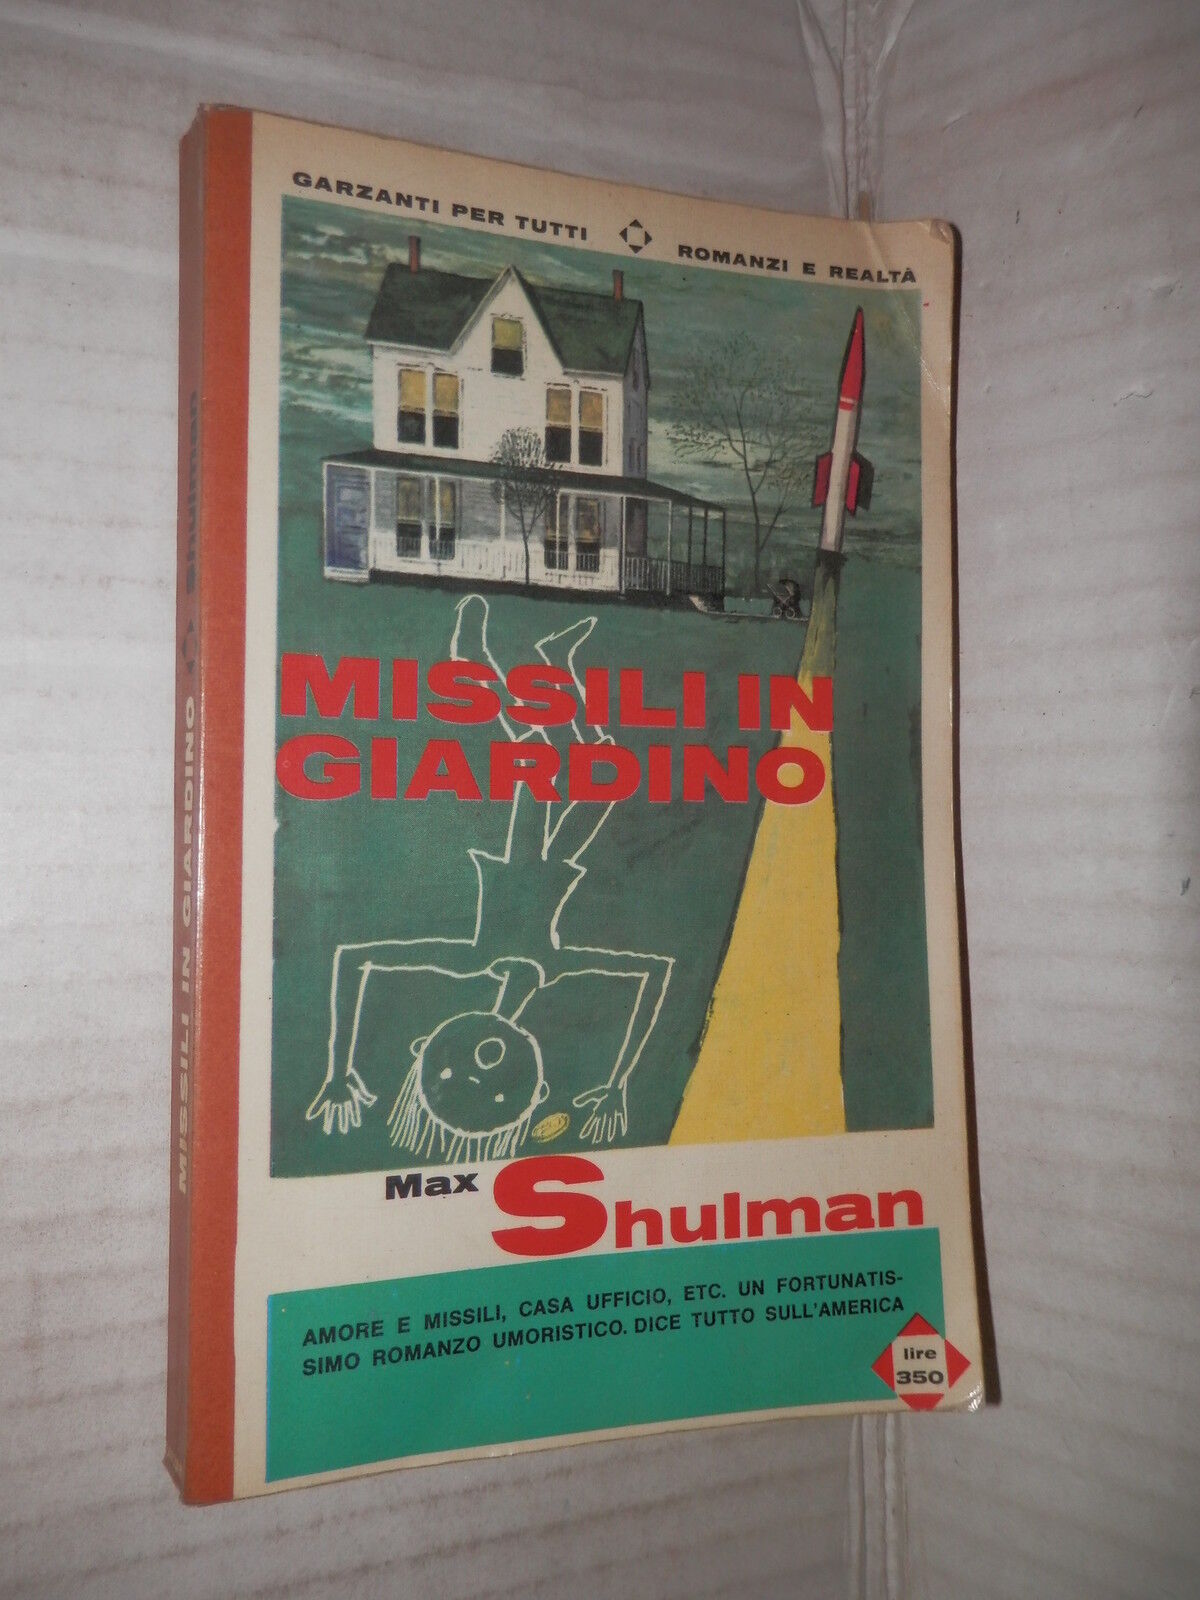 GARZANTI PER TUTTI ROMANZI E REALTÀ
MISSILI IN
GIARDINO
Max Shulman
AMORE E MISSILI, CASA UFFICIO, ETC. UN FORTUNATIS-
SIMO ROMANZO UMORISTICO. DICE TUTTO SULL'AMERICA
lire
350
MISSILI IN GIARDINO Shulman